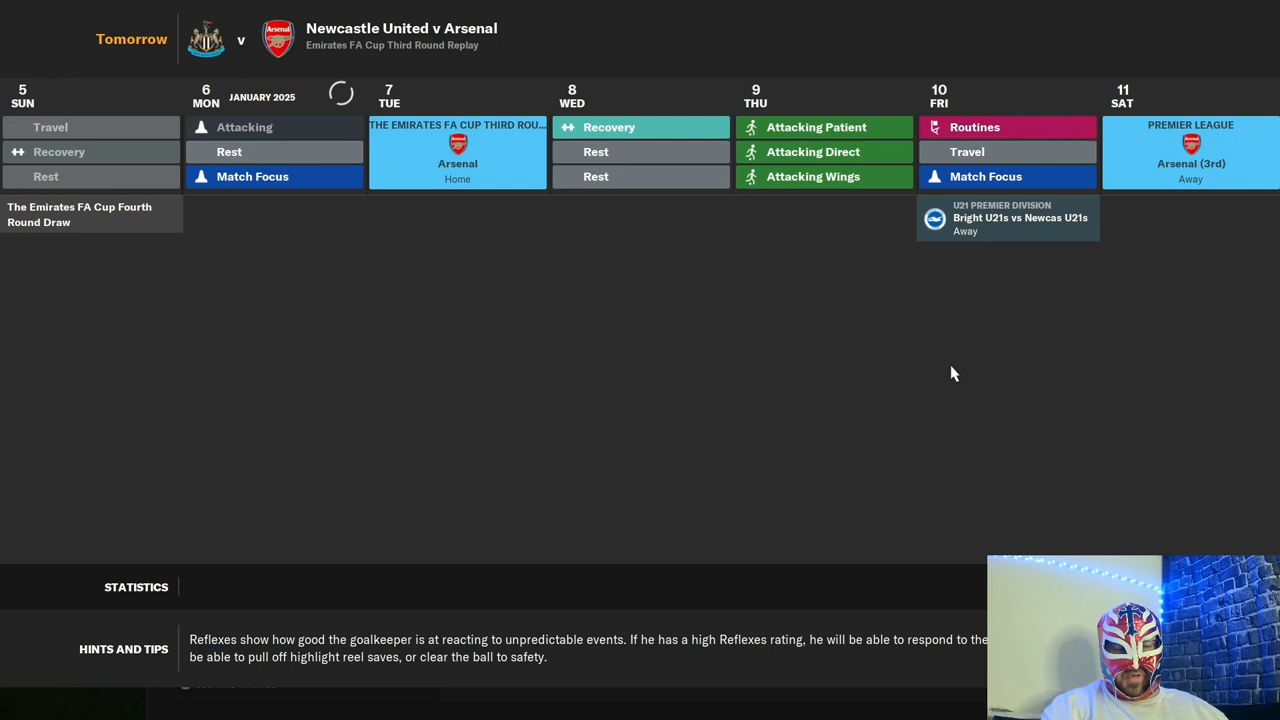 Tomorrow
v
Arsenal
Newcastle United v Arsenal
Emirates FA Cup Third Round Replay
5
SUN
6
MON
JANUARY 2025
7
TUE
8
WED
9
THU
10
FRI
11
SAT
Travel
Recovery
Rest
Attacking
Rest
Match Focus
THE EMIRATES FA CUP THIRD ROU...
Arsenal
Home
Recovery
Rest
Rest
Attacking Patient
Attacking Direct
Attacking Wings
Routines
Travel
Match Focus
PREMIER LEAGUE
Arsenal (3rd)
Away
The Emirates FA Cup Fourth
Round Draw
U21 PREMIER DIVISION
Bright U21s vs Newcas U21s
Away
STATISTICS
HINTS AND TIPS
Reflexes show how good the goalkeeper is at reacting to unpredictable events. If he has a high Reflexes rating, he will be able to respond to the
be able to pull off highlight reel saves, or clear the ball to safety.